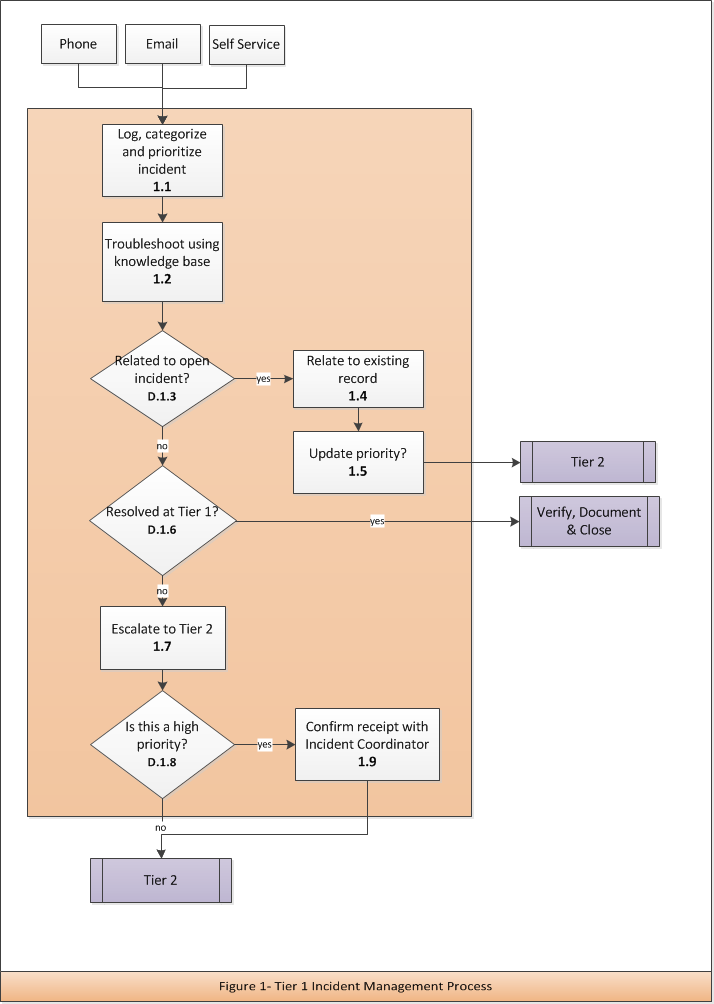 Phone
Email
Self Service
Log, categorize
and prioritize
incident
1.1
Troubleshoot using
knowledge base
1.2
Related to open
incident?
D.1.3
yes
Relate to existing
record
1.4
no
Update priority?
1.5
Tier 2
Resolved at Tier 1?
D.1.6
yes
Verify, Document
& Close
no
Escalate to Tier 2
1.7
Is this a high
priority?
D.1.8
yes
Confirm receipt with
Incident Coordinator
1.9
no
Tier 2
Figure 1- Tier 1 Incident Management Process